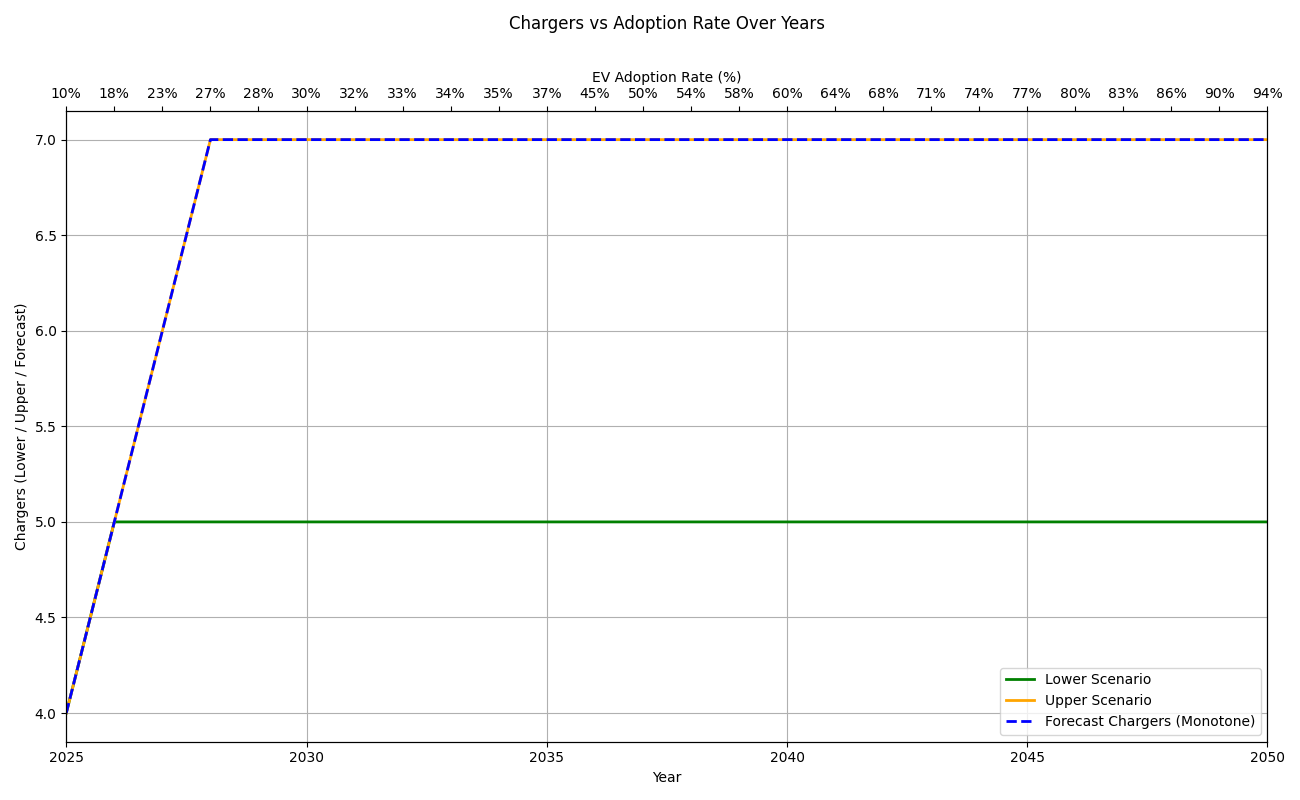 Chargers vs Adoption Rate Over Years
EV Adoption Rate (%)
10% 18% 23% 27% 28% 30% 32% 33% 34% 35% 37% 45% 50% 54% 58% 60% 64% 68% 71% 74% 77% 80% 83% 86% 90% 94%
Chargers (Lower / Upper / Forecast)
7.0
6.5
6.0
5.5
5.0
4.5
4.0
Lower Scenario
Upper Scenario
Forecast Chargers (Monotone)
2025 2030 2035 2040 2045 2050
Year